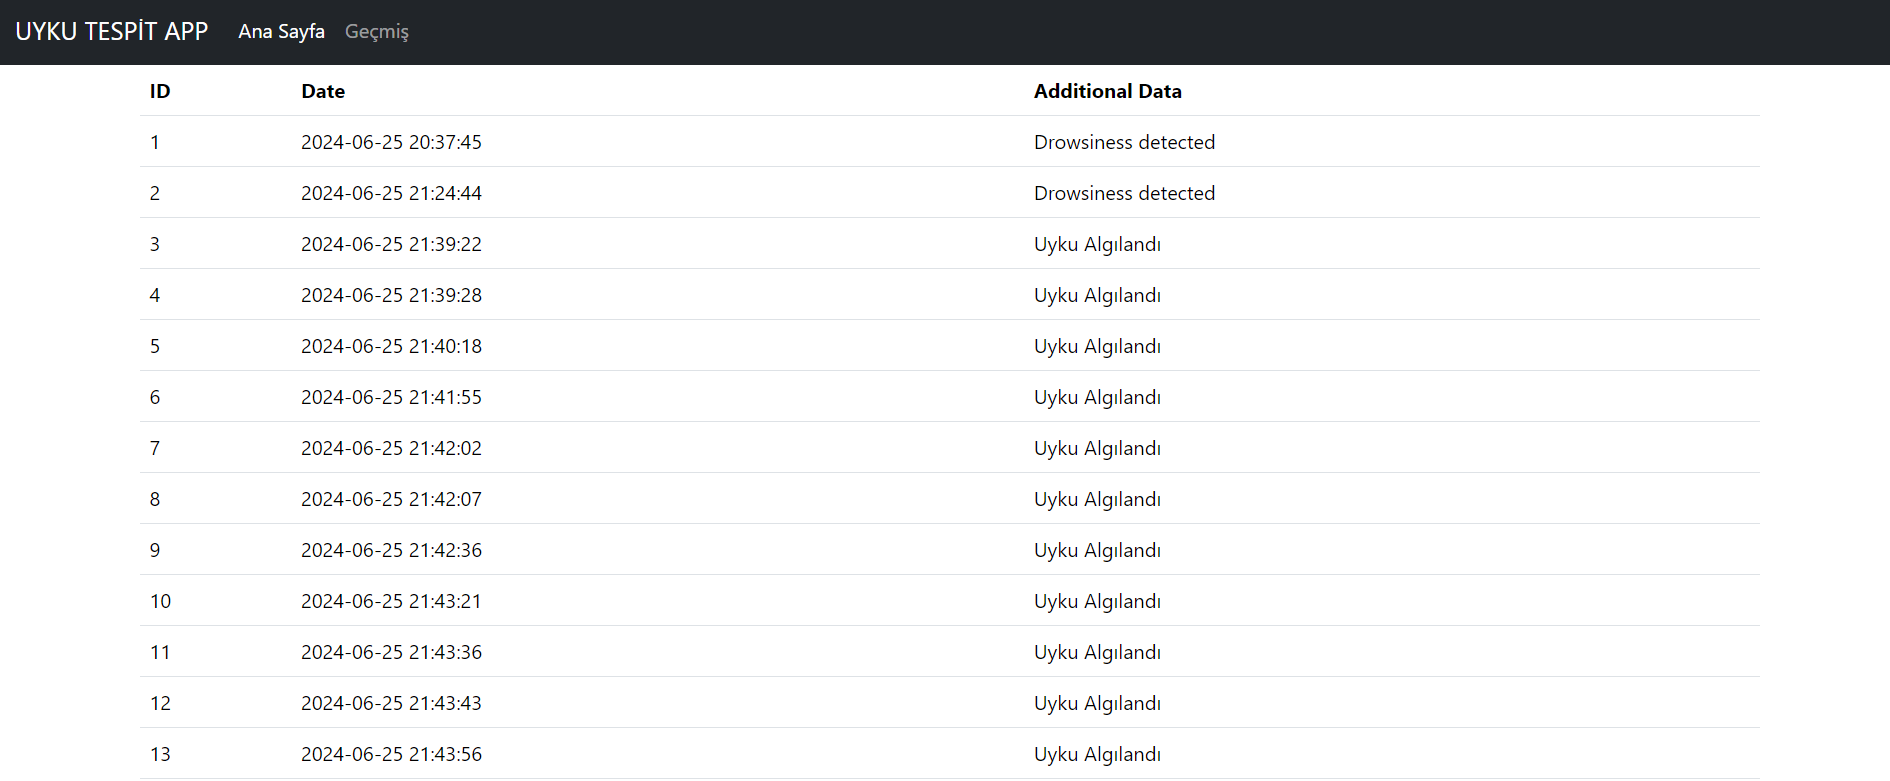 UYKU TESPİT APP Ana Sayfa Geçmiş
ID Date Additional Data
1 2024-06-25 20:37:45 Drowsiness detected
2 2024-06-25 21:24:44 Drowsiness detected
3 2024-06-25 21:39:22 Uyku Algılandı
4 2024-06-25 21:39:28 Uyku Algılandı
5 2024-06-25 21:40:18 Uyku Algılandı
6 2024-06-25 21:41:55 Uyku Algılandı
7 2024-06-25 21:42:02 Uyku Algılandı
8 2024-06-25 21:42:07 Uyku Algılandı
9 2024-06-25 21:42:36 Uyku Algılandı
10 2024-06-25 21:43:21 Uyku Algılandı
11 2024-06-25 21:43:36 Uyku Algılandı
12 2024-06-25 21:43:43 Uyku Algılandı
13 2024-06-25 21:43:56 Uyku Algılandı